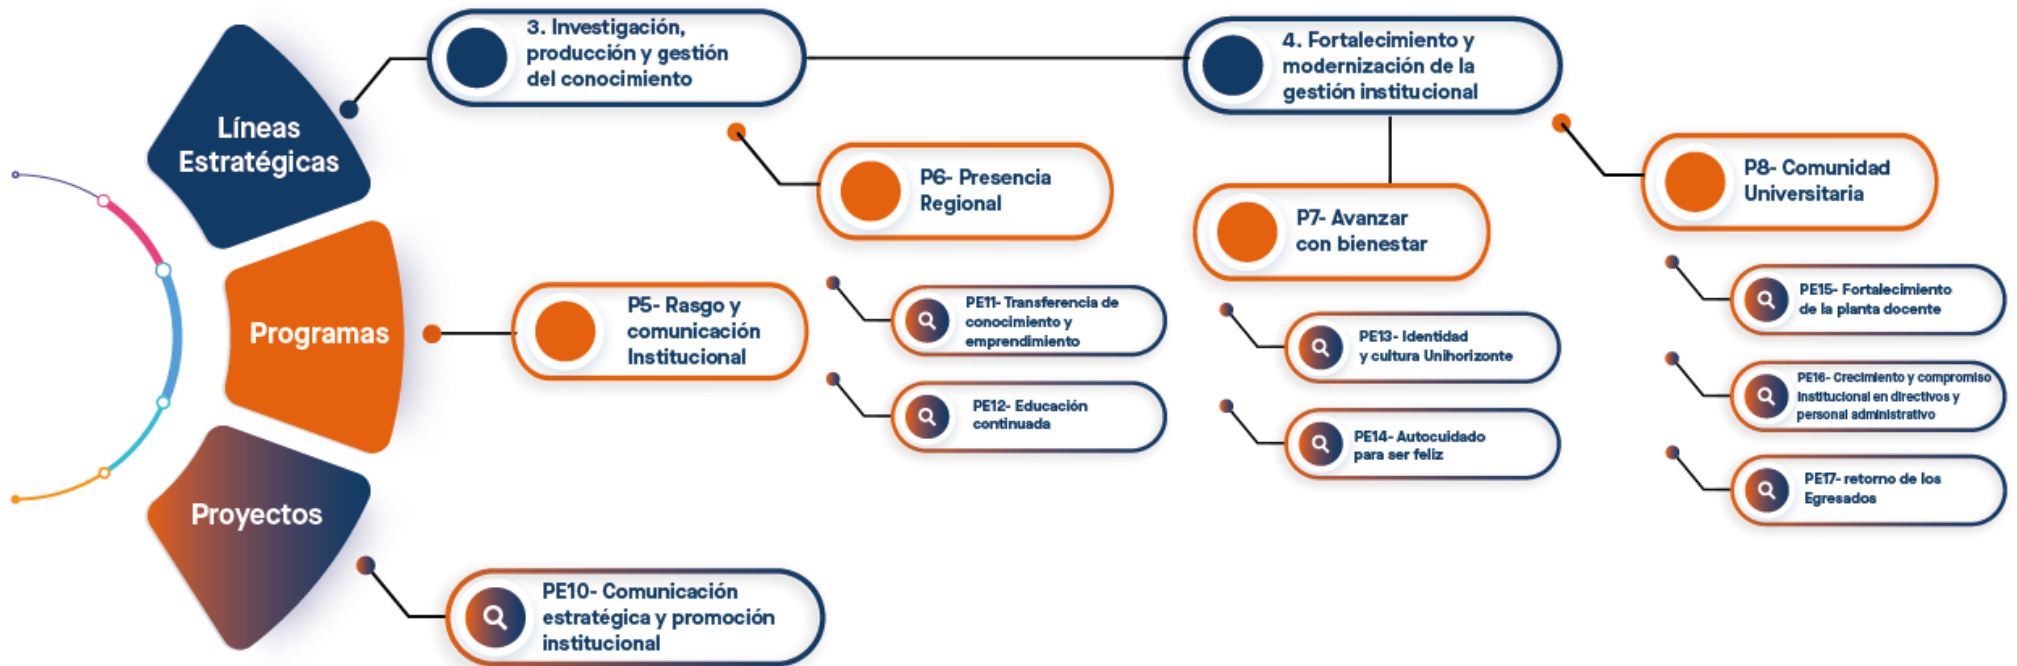 Líneas
Estratégicas
Programas
Proyectos
3. Investigación,
producción y gestión
del conocimiento
4. Fortalecimiento y
modernización de la
gestión institucional
P5- Rasgo y
comunicación
Institucional
P6- Presencia
Regional
P7- Avanzar
con bienestar
P8- Comunidad
Universitaria
PE10- Comunicación
estratégica y promoción
institucional
PE11- Transferencia de
conocimiento y
emprendimiento
PE12- Educación
continuada
PE13- Identidad
y cultura Unihorizonte
PE14- Autocuidado
para ser feliz
PE15- Fortalecimiento
de la planta docente
PE16- Crecimiento y compromiso
Institucional en directivos y
personal administrativo
PE17- retorno de los
Egresados